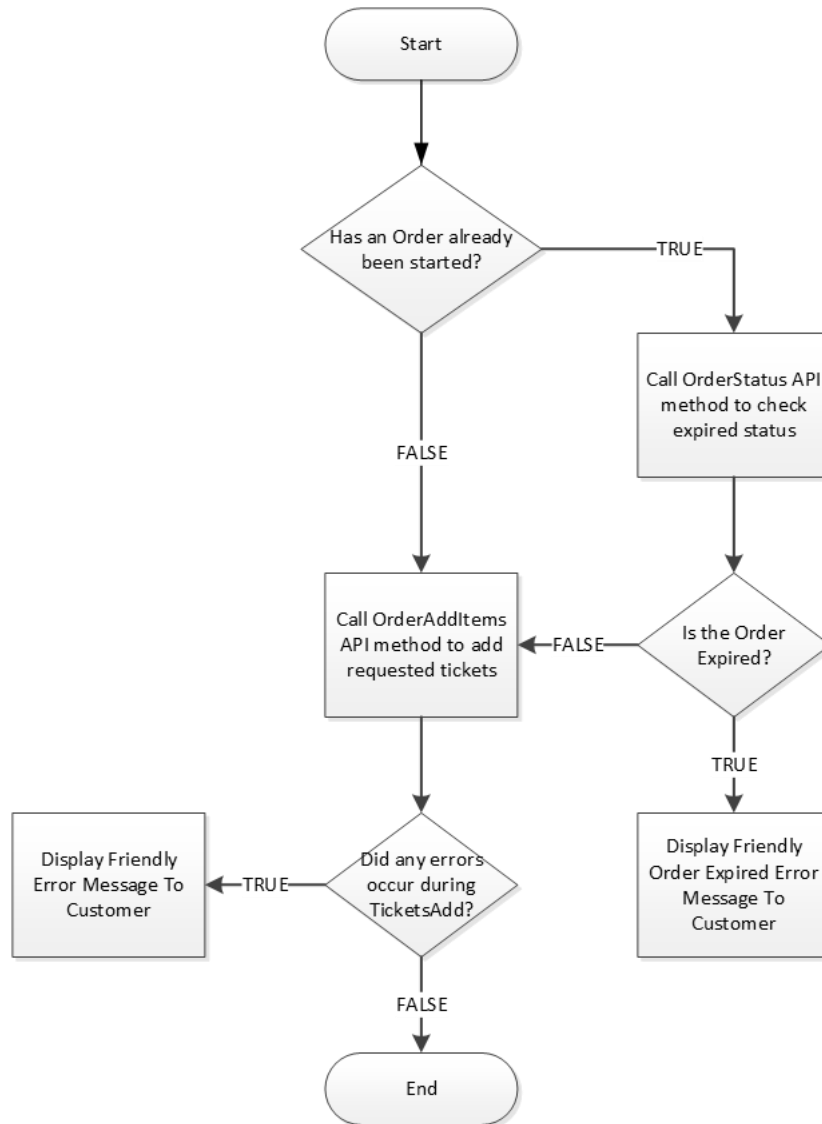 Start
Has an Order already
been started?
TRUE
Call OrderStatus API
method to check
expired status
FALSE
Call OrderAddItems
API method to add
requested tickets
FALSE
Is the Order
Expired?
TRUE
Display Friendly
Error Message To
Customer
TRUE
Did any errors
occur during
TicketsAdd?
Display Friendly
Order Expired Error
Message To
Customer
FALSE
End